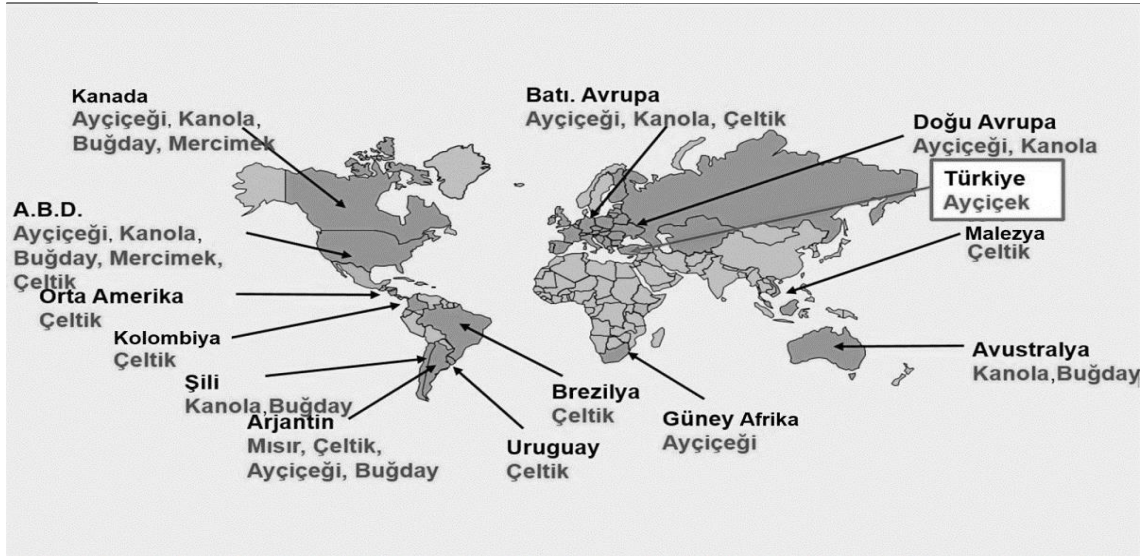 Kanada
Ayçiçeği, Kanola,
Buğday, Mercimek
Batı. Avrupa
Ayçiçeği, Kanola, Çeltik
Doğu Avrupa
Ayçiçeği, Kanola
Türkiye
Ayçiçek
A.B.D.
Ayçiçeği, Kanola,
Buğday, Mercimek,
Çeltik
Malezya
Çeltik
Orta Amerika
Çeltik
Kolombiya
Çeltik
Şili
Kanola,Buğday
Arjantin
Mısır, Çeltik,
Ayçiçeği, Buğday
Uruguay
Çeltik
Brezilya
Çeltik
Güney Afrika
Ayçiçeği
Avustralya
Kanola,Buğday